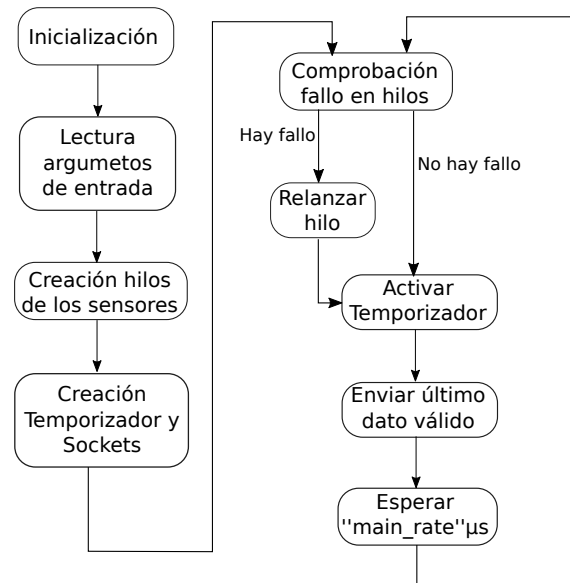 Inicialización
Lectura
argumetos
de entrada
Creación hilos
de los sensores
Creación
Temporizador y
Sockets
Comprobación
fallo en hilos
Hay fallo
No hay fallo
Relanzar
hilo
Activar
Temporizador
Enviar último
dato válido
Esperar
''main_rate''µs